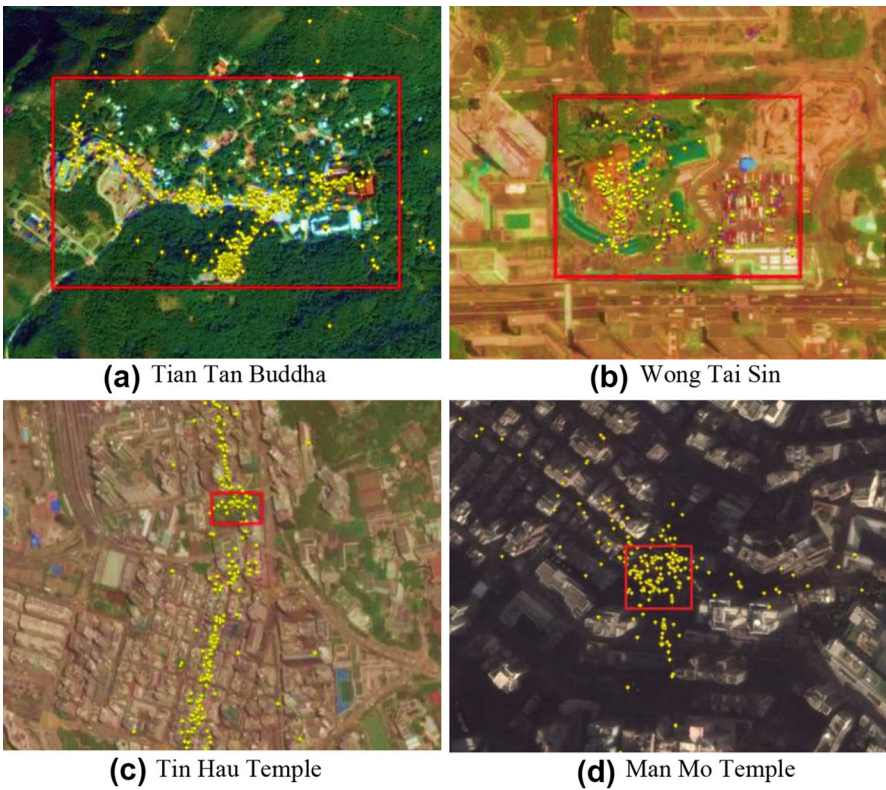 (a) Tian Tan Buddha
(b) Wong Tai Sin
(c) Tin Hau Temple
(d) Man Mo Temple